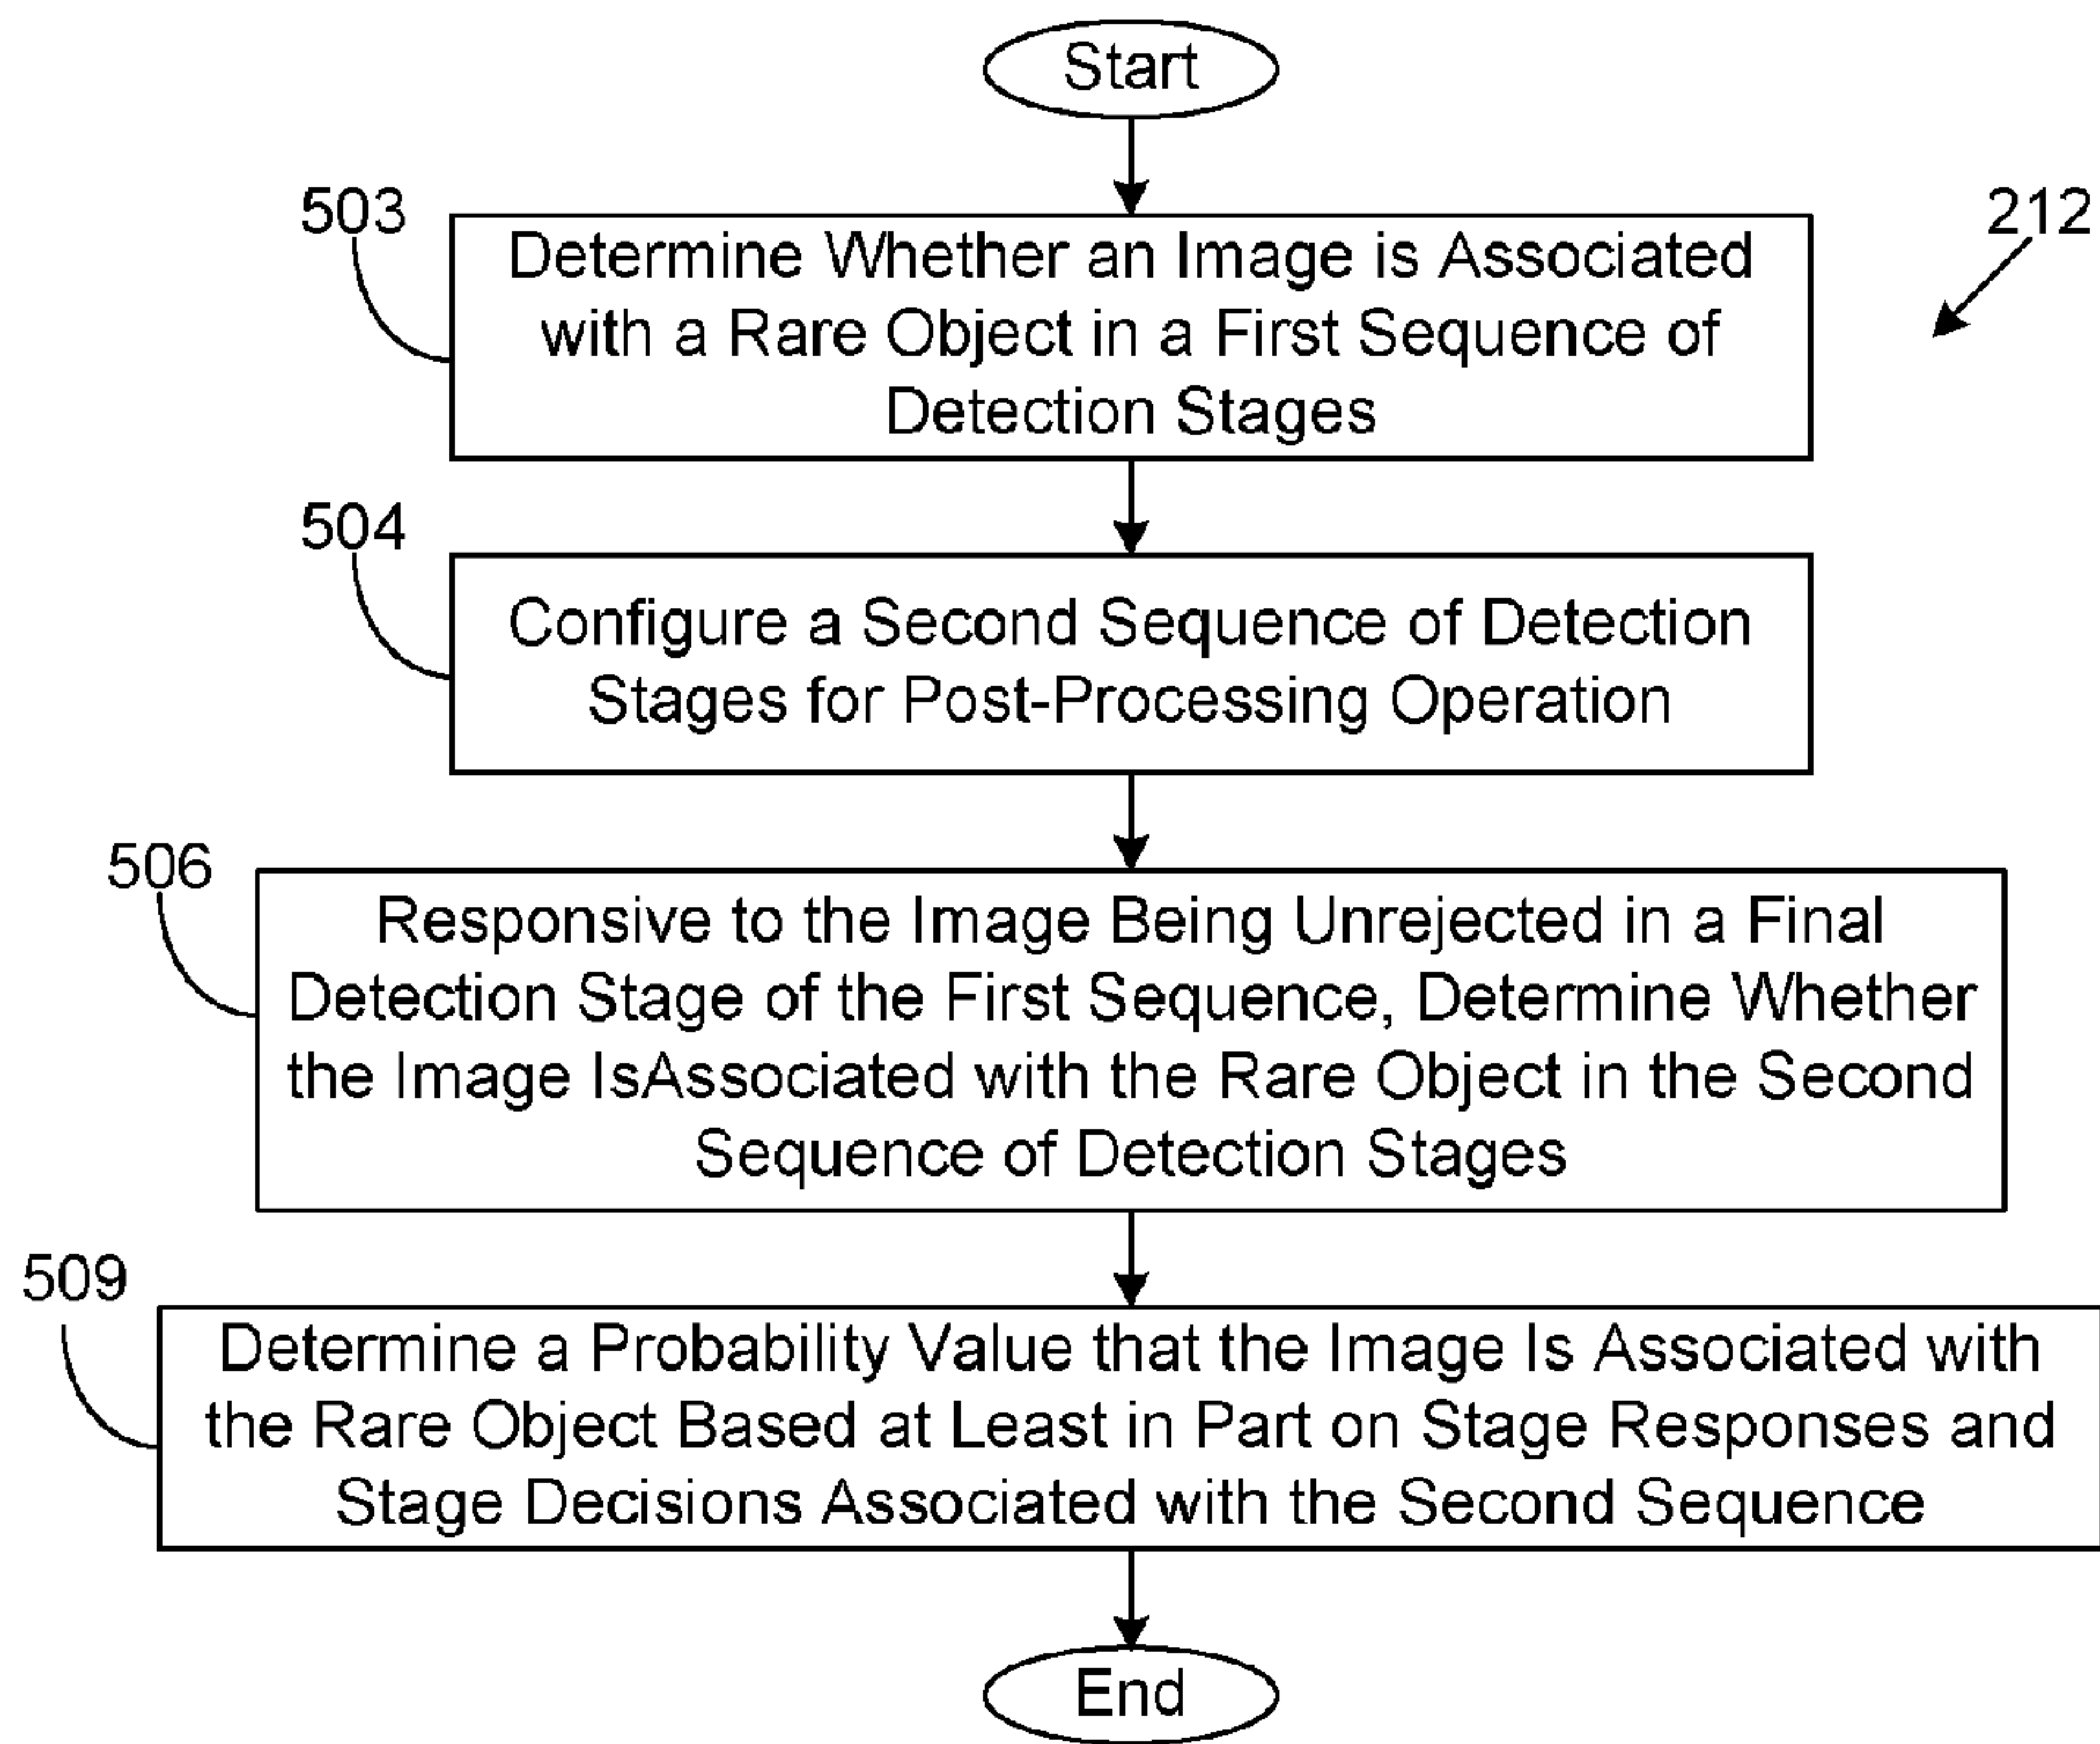 Start
503
212
Determine Whether an Image is Associated
with a Rare Object in a First Sequence of
Detection Stages
504
Configure a Second Sequence of Detection
Stages for Post-Processing Operation
506
Responsive to the Image Being Unrejected in a Final
Detection Stage of the First Sequence, Determine Whether
the Image IsAssociated with the Rare Object in the Second
Sequence of Detection Stages
509
Determine a Probability Value that the Image Is Associated with
the Rare Object Based at Least in Part on Stage Responses and
Stage Decisions Associated with the Second Sequence
End